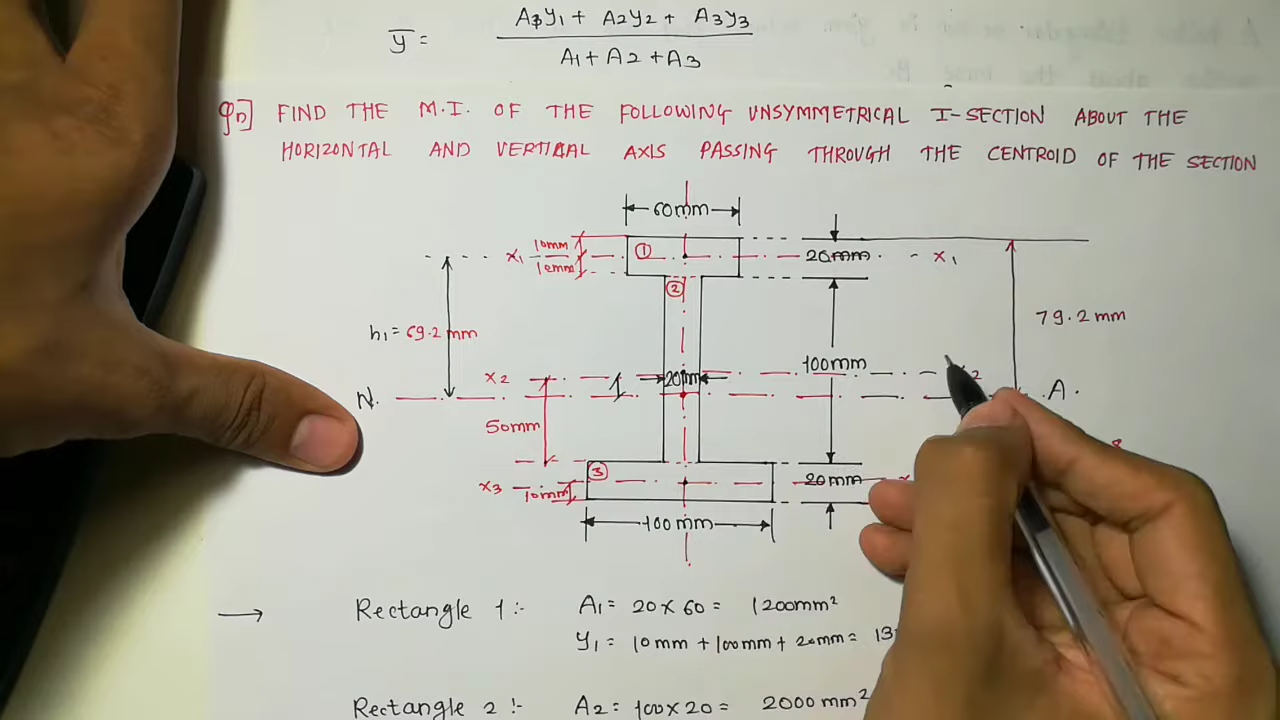 y̅ = A1y1 + A2y2 + A3y3
A1 + A2 + A3
Qn] FIND THE M.I. OF THE FOLLOWING UNSYMMETRICAL I-SECTION ABOUT THE
HORIZONTAL AND VERTICAL AXIS PASSING THROUGH THE CENTROID OF THE SECTION
60mm
x1 10mm ① 20mm x1
10mm
②
h1 = 69.2 mm
79.2 mm
100mm
x2 20mm
N. A.
50mm
③
x3 10mm 20mm
100mm
→ Rectangle 1 :- A1 = 20 x 60 = 1200mm²
y1 = 10mm + 100mm + 20mm = 13
Rectangle 2 :- A2 = 100 x 20 = 2000 mm²